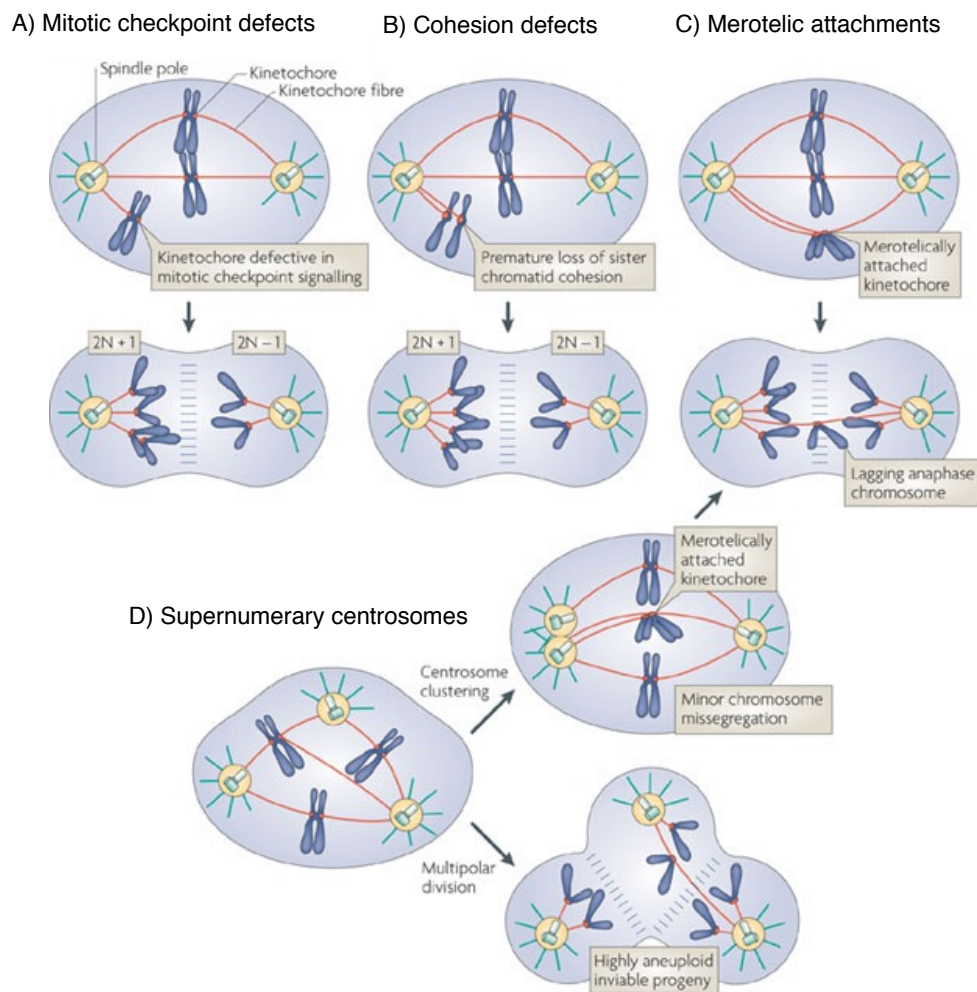 A) Mitotic checkpoint defects
B) Cohesion defects
C) Merotelic attachments
Spindle pole
Kinetochore
Kinetochore fibre
Kinetochore defective in
mitotic checkpoint signalling
Premature loss of sister
chromatid cohesion
Merotelically
attached
kinetochore
2N + 1
2N – 1
2N + 1
2N – 1
Lagging anaphase
chromosome
Merotelically
attached
kinetochore
D) Supernumerary centrosomes
Centrosome
clustering
Minor chromosome
missegregation
Multipolar
division
Highly aneuploid
inviable progeny